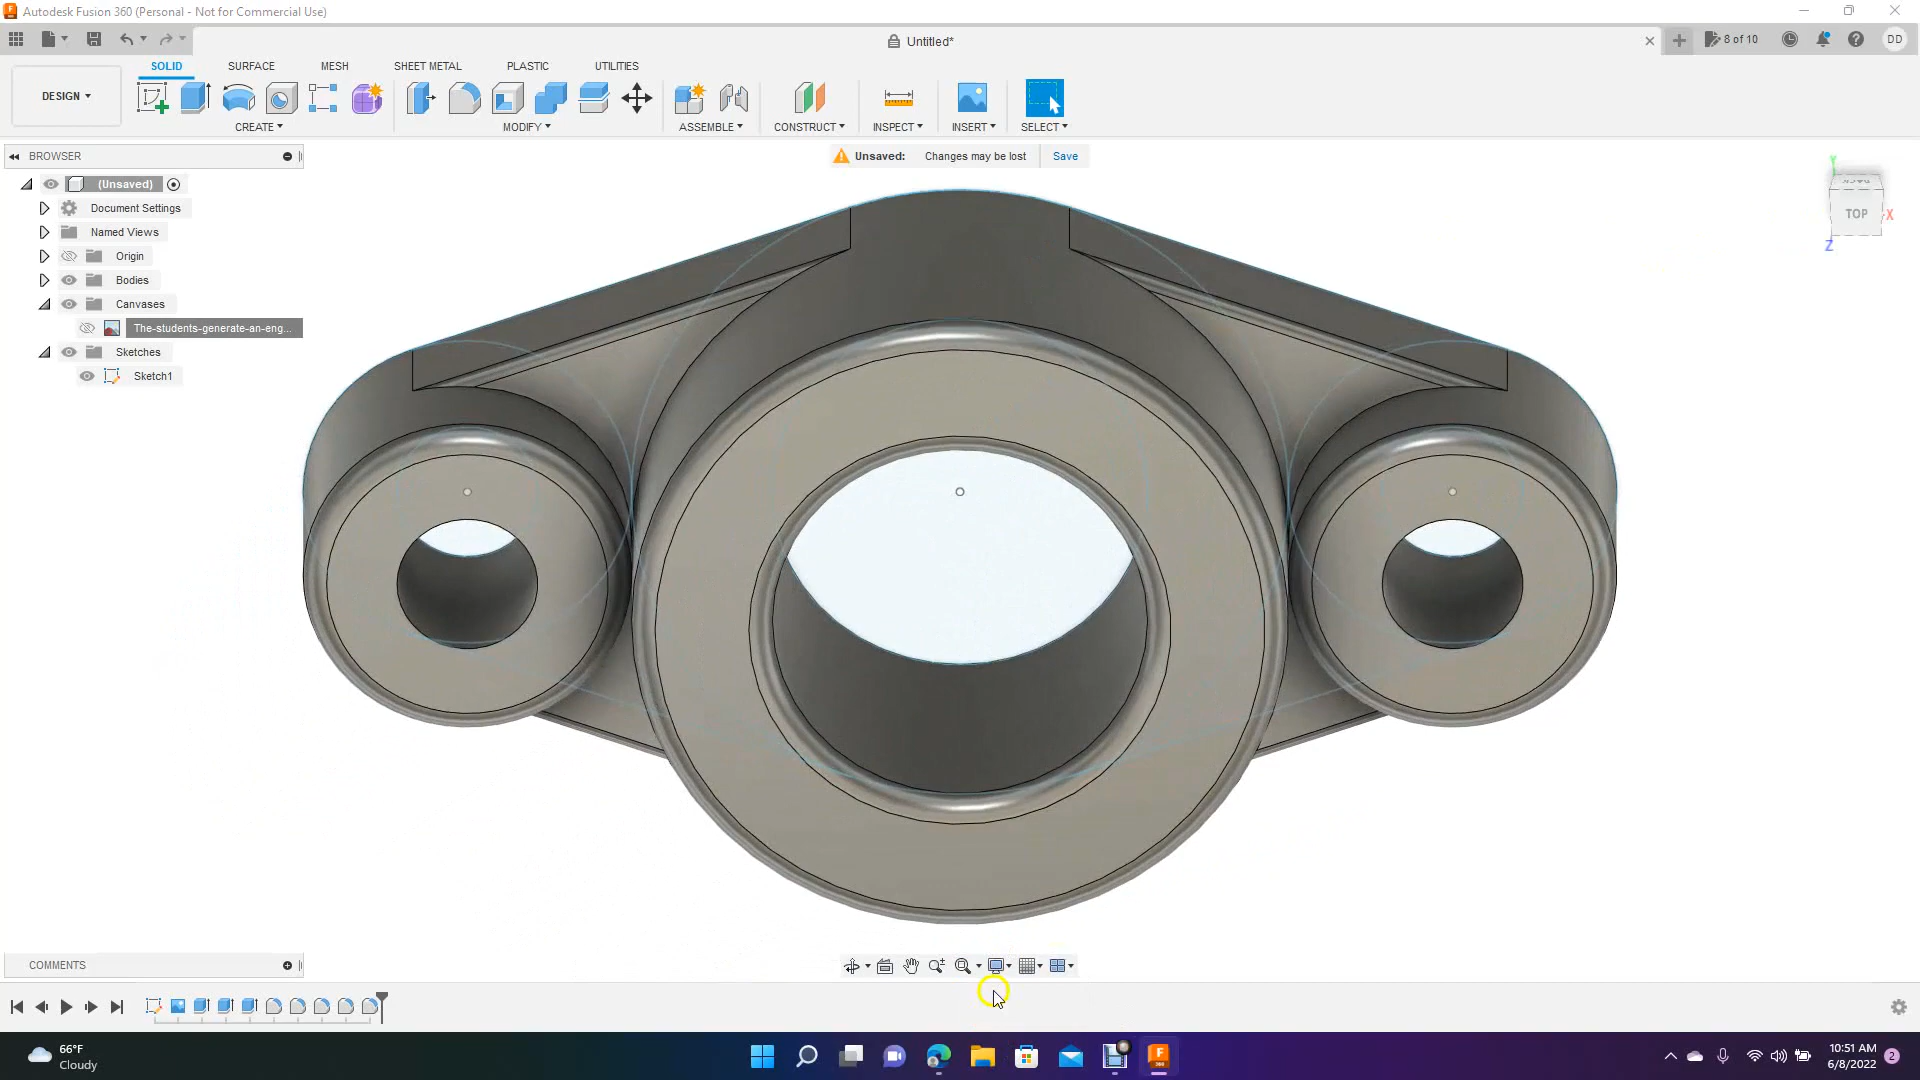 Autodesk Fusion 360 (Personal - Not for Commercial Use)
Untitled*
8 of 10
DD
DESIGN
SOLID
SURFACE
MESH
SHEET METAL
PLASTIC
UTILITIES
CREATE
MODIFY
ASSEMBLE
CONSTRUCT
INSPECT
INSERT
SELECT
BROWSER
Unsaved: Changes may be lost Save
(Unsaved)
Document Settings
Named Views
Origin
Bodies
Canvases
The-students-generate-an-eng...
Sketches
Sketch1
Y
BACK
TOP
X
Z
COMMENTS
66°F
Cloudy
10:51 AM
6/8/2022
2